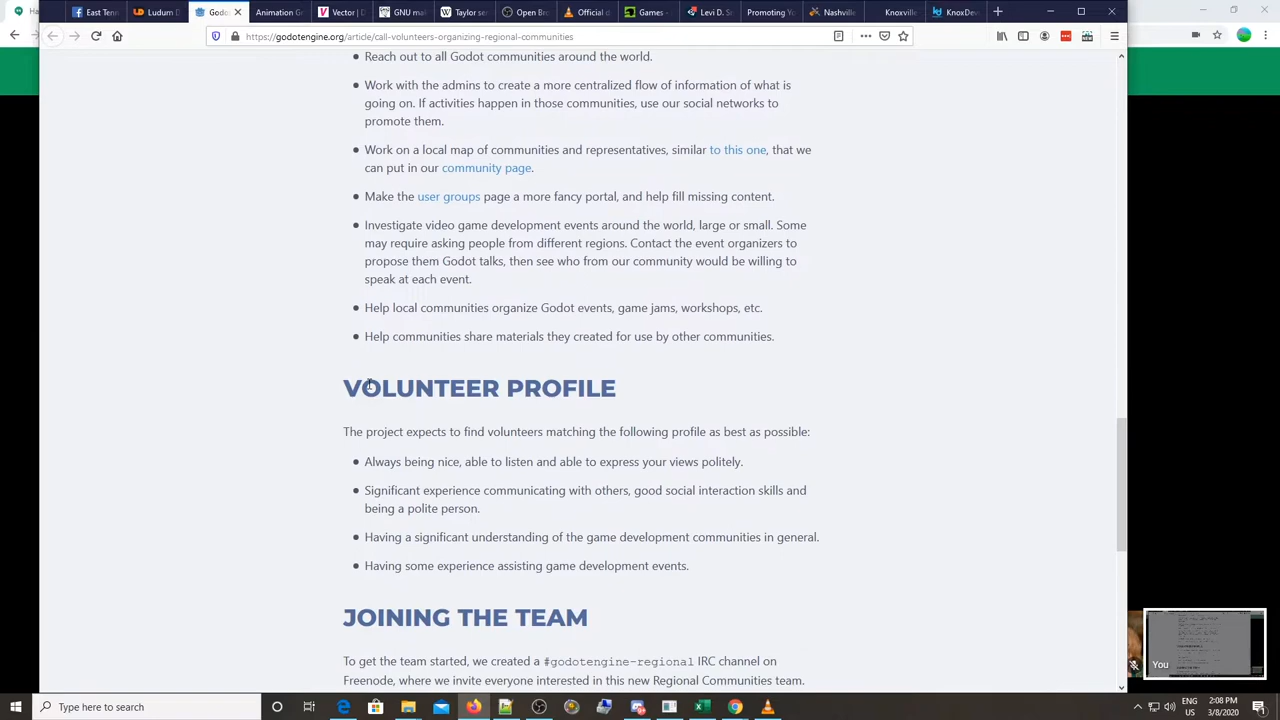 East Tenn
Ludum D
Godo
Animation G
Vector | D
GNU mai
Taylor sw
Open Bro
Official d
Games -
Levi D.
Promoting Yo
Nashville
Knoxville
KnoxDev
https://godotengine.org/article/call-volunteers-organizing-regional-communities
Reach out to all Godot communities around the world.
Work with the admins to create a more centralized flow of information of what is
going on. If activities happen in those communities, use our social networks to
promote them.
Work on a local map of communities and representatives, similar to this one, that we
can put in our community page.
Make the user groups page a more fancy portal, and help fill missing content.
Investigate video game development events around the world, large or small. Some
may require asking people from different regions. Contact the event organizers to
propose them Godot talks, then see who from our community would be willing to
speak at each event.
Help local communities organize Godot events, game jams, workshops, etc.
Help communities share materials they created for use by other communities.
VOLUNTEER PROFILE
The project expects to find volunteers matching the following profile as best as possible:
Always being nice, able to listen and able to express your views politely.
Significant experience communicating with others, good social interaction skills and
being a polite person.
Having a significant understanding of the game development communities in general.
Having some experience assisting game development events.
JOINING THE TEAM
To get the team started, we created a #godotengine-regional IRC channel on
Freenode, where we invite everyone interested in this new Regional Communities team.
You
Type here to search
ENG
US
2:08 PM
3/8/2020